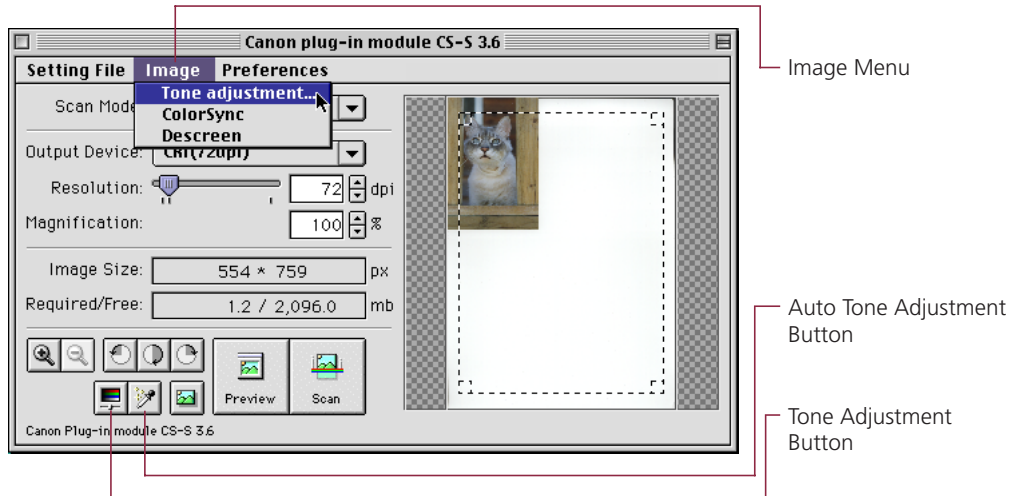 Canon plug-in module CS-S 3.6
Setting File Image Preferences
Tone adjustment...
ColorSync
Descreen
Scan Mode
Output Device: CRT(72dpi)
Resolution: 72 dpi
Magnification: 100 %
Image Size: 554 * 759 px
Required/Free: 1.2 / 2,096.0 mb
Preview Scan
Canon Plug-in module CS-S 3.6
Image Menu
Auto Tone Adjustment
Button
Tone Adjustment
Button